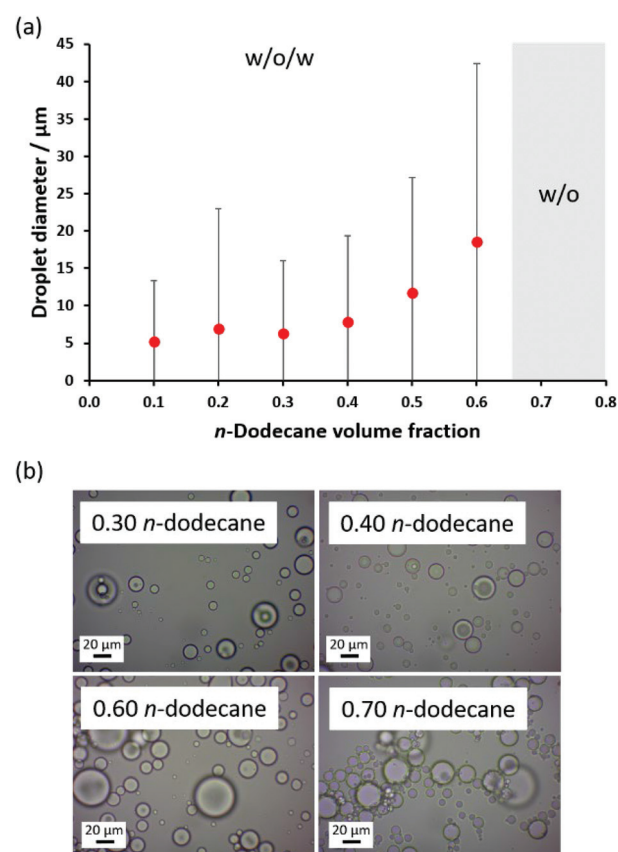 (a)
w/o/w
w/o
Droplet diameter / µm
45
40
35
30
25
20
15
10
5
0
0.0 0.1 0.2 0.3 0.4 0.5 0.6 0.7 0.8
n-Dodecane volume fraction
(b)
0.30 n-dodecane
20 µm
0.40 n-dodecane
20 µm
0.60 n-dodecane
20 µm
0.70 n-dodecane
20 µm